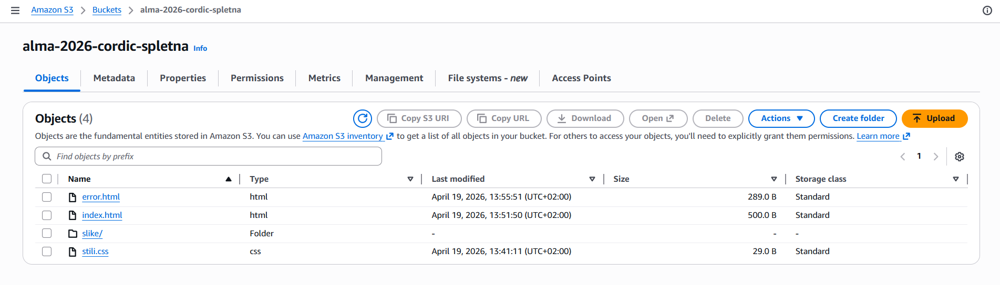 Amazon S3 > Buckets > alma-2026-cordic-spletna
alma-2026-cordic-spletna Info
Objects Metadata Properties Permissions Metrics Management File systems - new Access Points
Objects (4) Copy S3 URI Copy URL Download Open Delete Actions Create folder Upload
Objects are the fundamental entities stored in Amazon S3. You can use Amazon S3 inventory to get a list of all objects in your bucket. For others to access your objects, you'll need to explicitly grant them permissions. Learn more
Find objects by prefix 1
Name Type Last modified Size Storage class
error.html html April 19, 2026, 13:55:51 (UTC+02:00) 289.0 B Standard
index.html html April 19, 2026, 13:51:50 (UTC+02:00) 500.0 B Standard
slike/ Folder - - -
stili.css css April 19, 2026, 13:41:11 (UTC+02:00) 29.0 B Standard